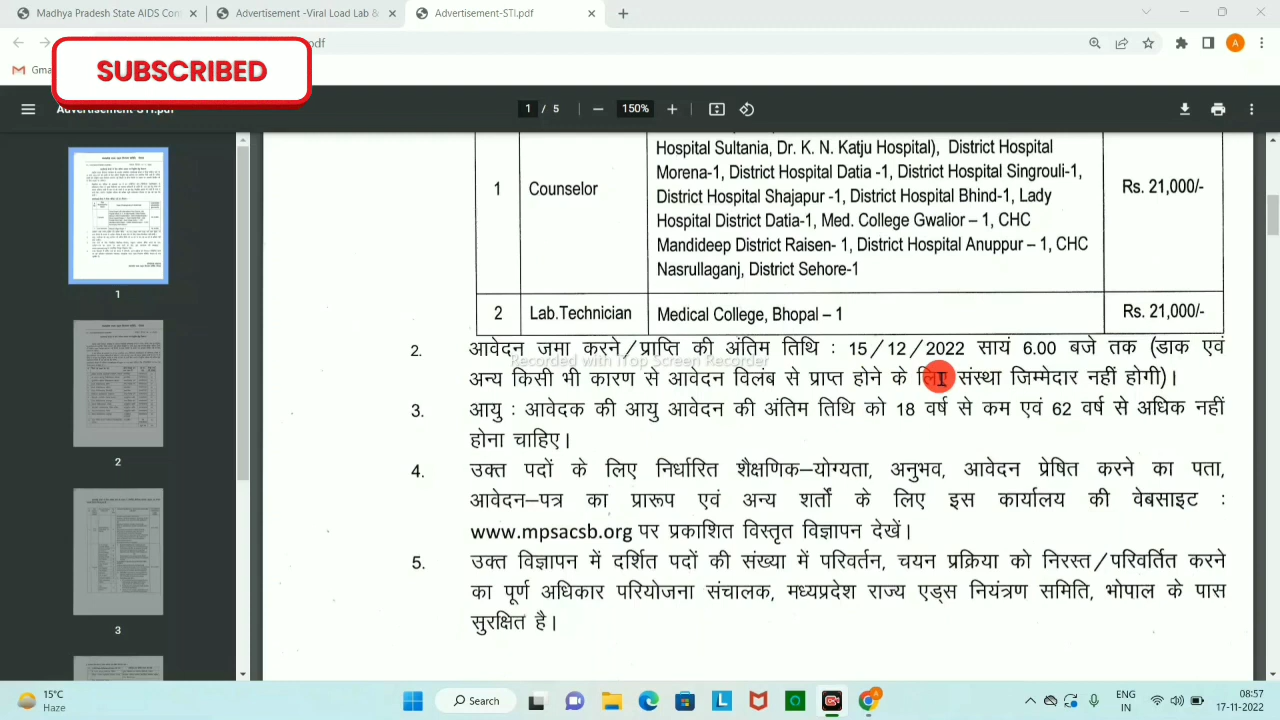 Madhya Pradesh AIDS Con
Advertisement-Viral Load Lab &
Advertisement-STI.pdf
pdf
SUBSCRIBED
A
Gma
Advertisement-STI.pdf
1 / 5
150%
Hospital Sultania, Dr. K. N. Katju Hospital), District Hospital
Morena-1, District Hospital Datia -1, District Hospital Singrouli-1,
1 Counselor
Rs. 21,000/-
District Hospital Shajapur -1, District Hospital Bhind-1, Lady
Hospital District Datia-1 Med. College Gwalior – 1, CHC
Mandideep District Raisen- 1, District Hospital Anuppur – 1, CHC
Nasrullaganj, District Sehore-1
2 Lab.Technician Medical College, Bhopal – 1 Rs. 21,000/-
2. आवेदन करने/प्राप्ति की अंतिम तिथि 15/12/2022 सायं 6.00 बजे तक (डाक एवं
अन्य किसी भी कारण से आवेदन विलंब प्राप्त होने के संस्था जिम्मेदार नहीं होगी)।
3. आयु : आवेदक की आयु आवेदन की अंतिम तिथि को 18 वर्ष से कम एवं 62 वर्ष से अधिक नहीं
होना चाहिए।
4. उक्त पदों के लिए निर्धारित शैक्षणिक–योग्यता, अनुभव, आवेदन प्रेषित करने का पता,
आवेदन–पत्र का, प्रारूप एवं अन्य शर्तों के लिए इस कार्यालय की वेबसाइट :
www.mpsacsb.org पर प्रकाशित विस्तृत विज्ञापन देखें।
5. उक्त विज्ञापन में दर्शित पदों की संख्या में परिवर्तन, चयन प्रक्रिया को निरस्त/परिवर्तित करने
का पूर्ण अधिकार परियोजना संचालक, मध्यप्रदेश राज्य एड्स नियंत्रण समिति, भोपाल के पास
सुरक्षित है।
1
2
3
15°C
Haze
Search
ENG
IN
08:57
17-11-2022